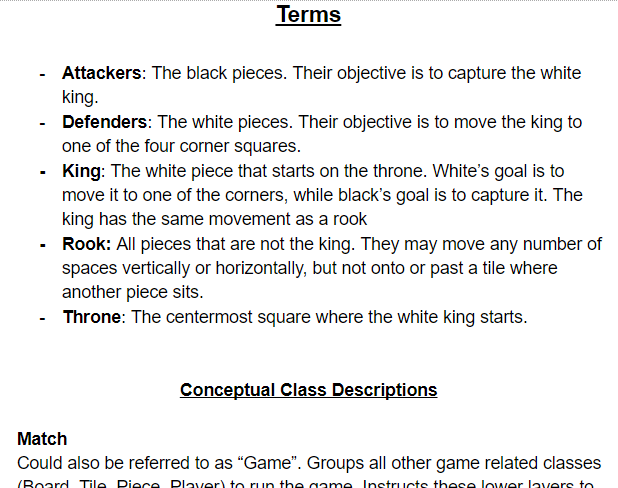 Terms
- Attackers: The black pieces. Their objective is to capture the white
king.
- Defenders: The white pieces. Their objective is to move the king to
one of the four corner squares.
- King: The white piece that starts on the throne. White’s goal is to
move it to one of the corners, while black’s goal is to capture it. The
king has the same movement as a rook
- Rook: All pieces that are not the king. They may move any number of
spaces vertically or horizontally, but not onto or past a tile where
another piece sits.
- Throne: The centermost square where the white king starts.
Conceptual Class Descriptions
Match
Could also be referred to as “Game”. Groups all other game related classes
(Board, Tile, Piece, Player) to run the game. Instructs these lower layers to